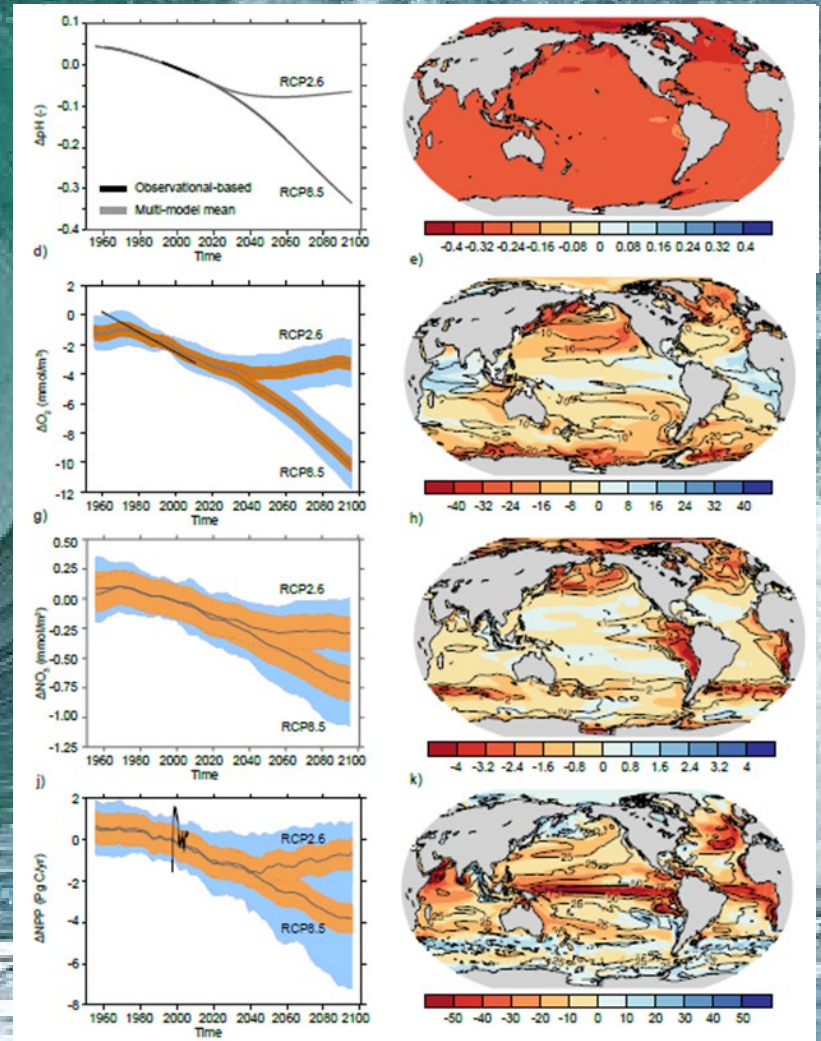 0.1
0.0
-0.1
-0.2
-0.3
-0.4
ΔpH (-)
RCP2.6
RCP8.5
Observational-based
Multi-model mean
1960 1980 2000 2020 2040 2060 2080 2100
Time
-0.4 -0.32 -0.24 -0.16 -0.08 0 0.08 0.16 0.24 0.32 0.4
d)
e)
2
0
-2
-4
-6
-8
-10
-12
ΔO₂ (mmol/m³)
RCP2.6
RCP8.5
1960 1980 2000 2020 2040 2060 2080 2100
Time
-40 -32 -24 -16 -8 0 8 16 24 32 40
g)
h)
0.50
0.25
0.00
-0.25
-0.50
-0.75
-1.00
-1.25
ΔNO₃ (mmol/m³)
RCP2.6
RCP8.5
1960 1980 2000 2020 2040 2060 2080 2100
Time
-4 -3.2 -2.4 -1.6 -0.8 0 0.8 1.6 2.4 3.2 4
j)
k)
2
0
-2
-4
-6
-8
ΔNPP (Pg C/yr)
RCP2.6
RCP8.5
1960 1980 2000 2020 2040 2060 2080 2100
Time
-50 -40 -30 -20 -10 0 10 20 30 40 50